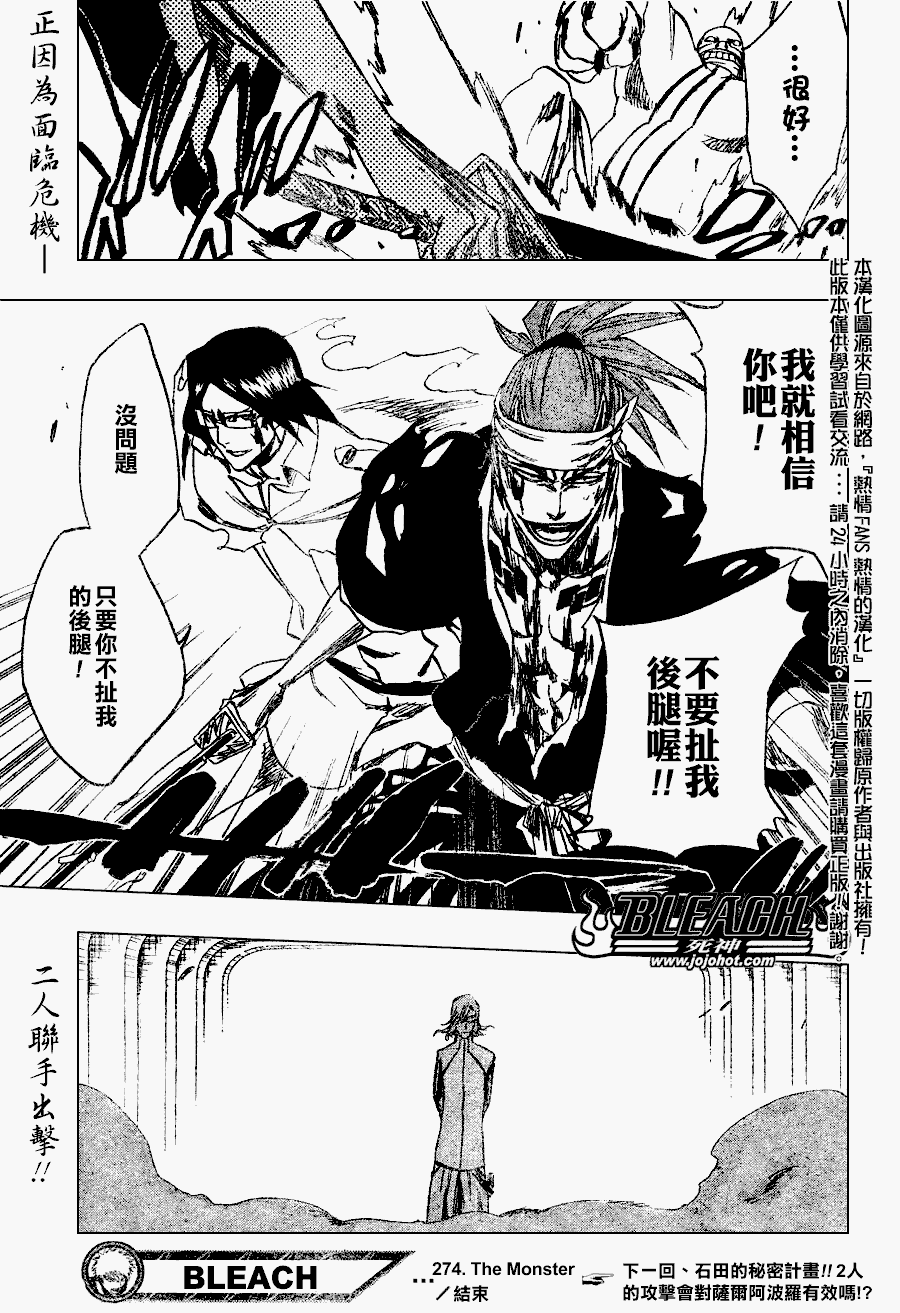 正因為面臨危機—
…很好…
我就相信
你吧！
不要扯我
後腿喔!!
沒問題
只要你不扯我
的後腿！
本漢化圖源來自於網路，『熱情FANS 熱情的漢化』一切版權歸原作者與出版社擁有！
此版本僅供學習試看交流…請24小時之內消除，喜歡這套漫畫請購買正版!!謝謝。
BLEACH
死神
www.jojohot.com
二人聯手出擊!!
BLEACH
…274. The Monster
／結束
下一回、石田的秘密計畫!!2人
的攻擊會對薩爾阿波羅有效嗎!?